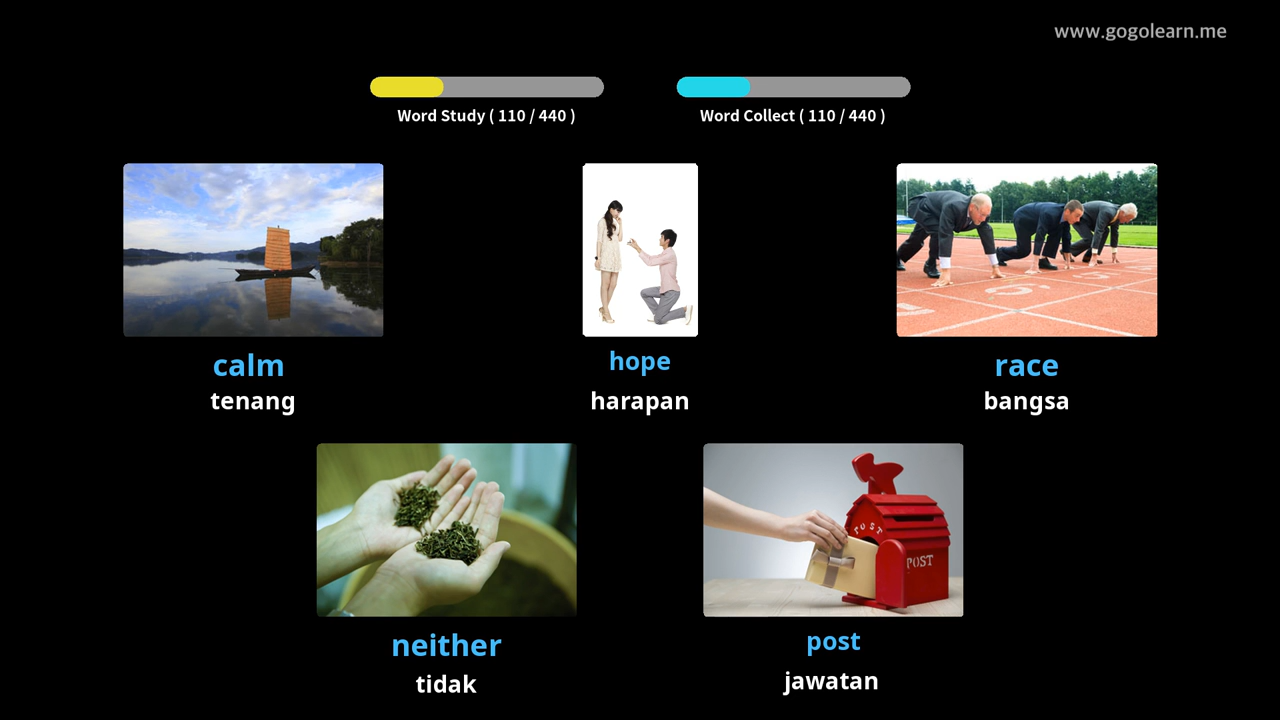 www.gogolearn.me
Word Study ( 110 / 440 )
Word Collect ( 110 / 440 )
calm
tenang
hope
harapan
race
bangsa
POST
POST
neither
tidak
post
jawatan